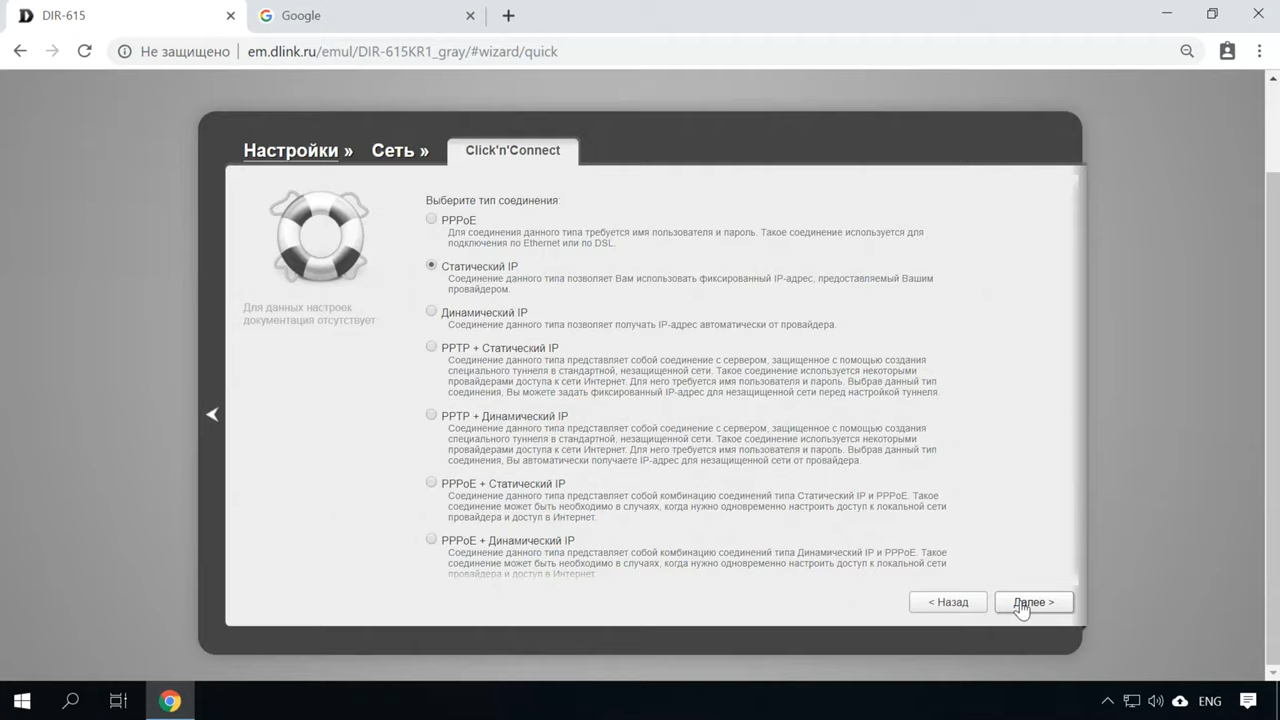 DIR-615
Google
Не защищено
em.dlink.ru/emul/DIR-615KR1_gray/#wizard/quick
Настройки »
Сеть »
Click'n'Connect
Для данных настроек
документация отсутствует
Выберите тип соединения:
PPPoE
Для соединения данного типа требуется имя пользователя и пароль. Такое соединение используется для
подключения по Ethernet или по DSL.
Статический IP
Соединение данного типа позволяет Вам использовать фиксированный IP-адрес, предоставляемый Вашим
провайдером.
Динамический IP
Соединение данного типа позволяет получать IP-адрес автоматически от провайдера.
PPTP + Статический IP
Соединение данного типа представляет собой соединение с сервером, защищенное с помощью создания
специального туннеля в стандартной, незащищенной сети. Такое соединение используется некоторыми
провайдерами доступа к сети Интернет. Для него требуется имя пользователя и пароль. Выбрав данный тип
соединения, Вы можете задать фиксированный IP-адрес для незащищенной сети перед настройкой туннеля.
PPTP + Динамический IP
Соединение данного типа представляет собой соединение с сервером, защищенное с помощью создания
специального туннеля в стандартной, незащищенной сети. Такое соединение используется некоторыми
провайдерами доступа к сети Интернет. Для него требуется имя пользователя и пароль. Выбрав данный тип
соединения, Вы автоматически получаете IP-адрес для незащищенной сети от провайдера.
PPPoE + Статический IP
Соединение данного типа представляет собой комбинацию соединений типа Статический IP и PPPoE. Такое
соединение может быть необходимо в случаях, когда нужно одновременно настроить доступ к локальной сети
провайдера и доступ в Интернет.
PPPoE + Динамический IP
Соединение данного типа представляет собой комбинацию соединений типа Динамический IP и PPPoE. Такое
соединение может быть необходимо в случаях, когда нужно одновременно настроить доступ к локальной сети
провайдера и доступ в Интернет.
< Назад
Далее >
ENG